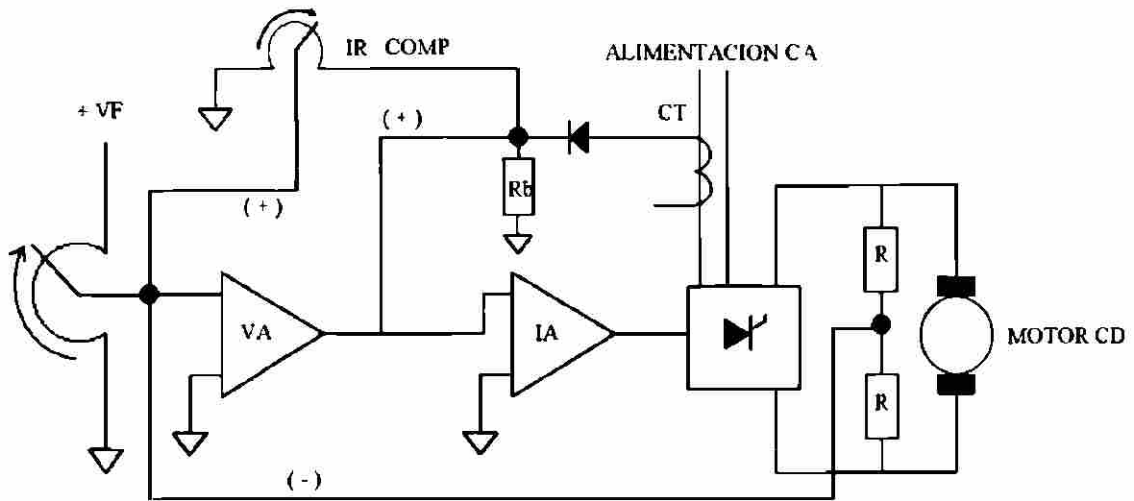 IR COMP
ALIMENTACION CA
+ VF
(+)
CT
(+)
Rb
R
VA
IA
MOTOR CD
R
(-)